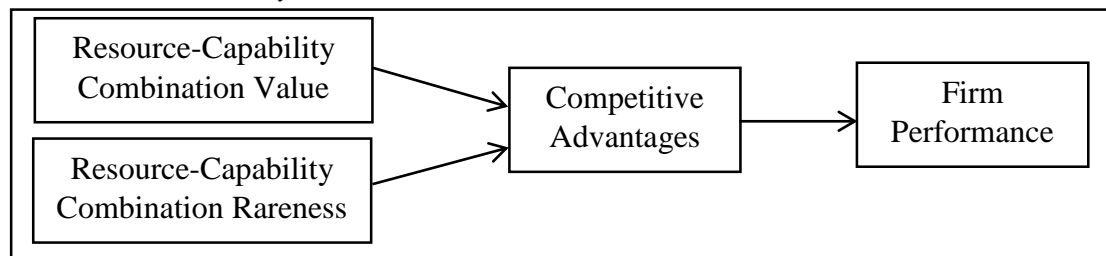 Resource-Capability
Combination Value
Competitive
Advantages
Firm
Performance
Resource-Capability
Combination Rareness